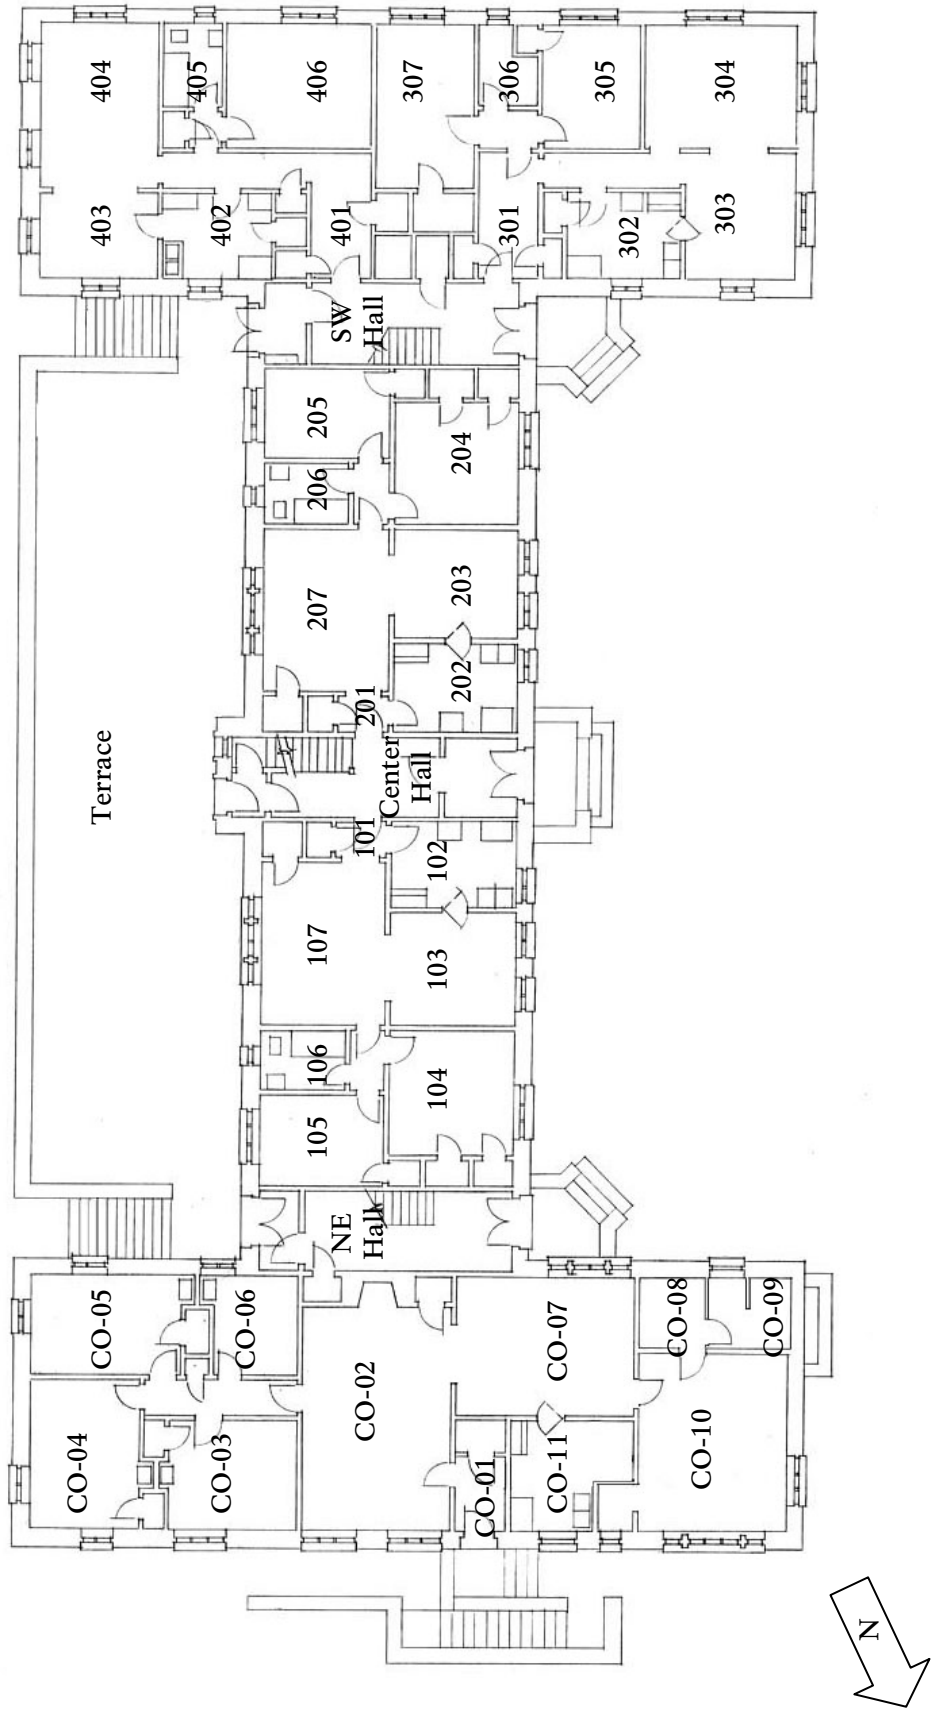 404
405
406
307
306
305
304
403
402
401
301
302
303
SW
Hall
205
206
204
207
203
201
202
Terrace
Center
Hall
101
102
107
103
106
105
104
NE
Hall
CO-05
CO-06
CO-07
CO-08
CO-09
CO-02
CO-04
CO-03
CO-01
CO-11
CO-10
N